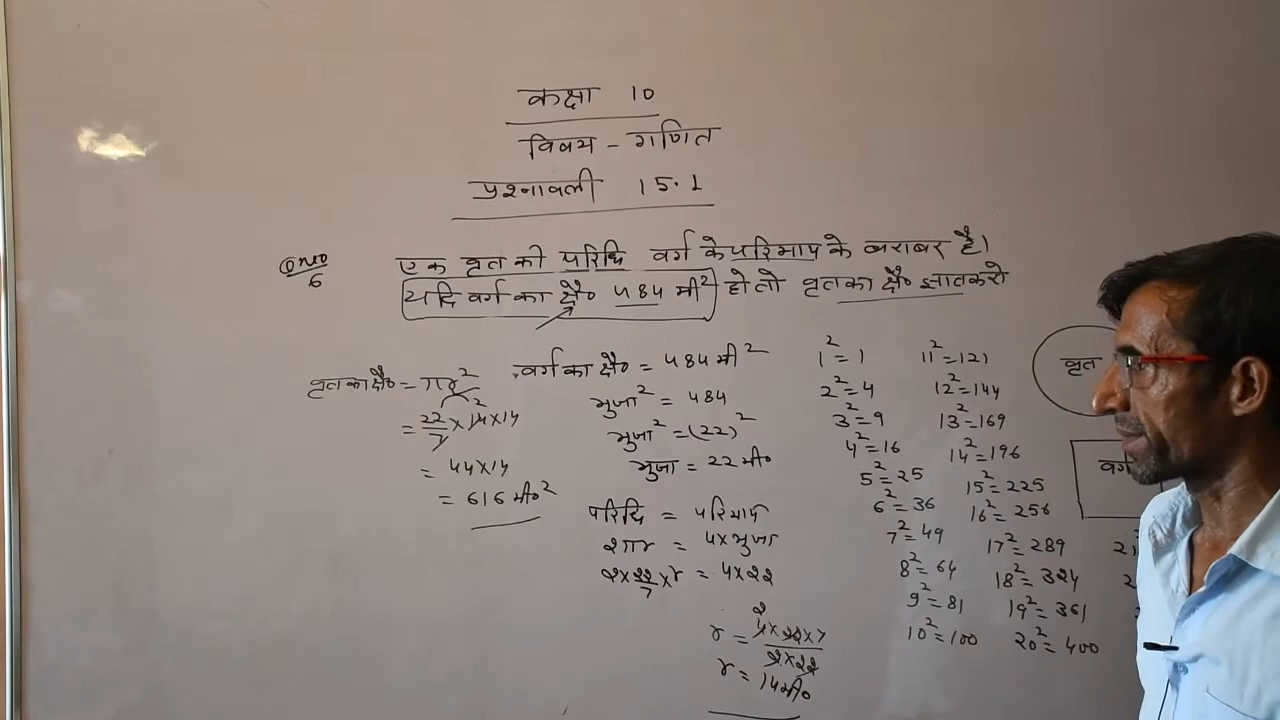 कक्षा 10
विषय - गणित
प्रश्नावली 15.1
एक वृत की परिधि वर्ग के परिमाप के बराबर है।
6 यदि वर्ग का क्षै० 484 मी² हो तो वृत का क्षै० ज्ञात करो
वृत का क्षै० = πr²
= 22/7 × 14 × 14 2
= 44×14
= 616 मी०²
वर्ग का क्षै० = 484 मी²
भुजा² = 484
भुजा² = (22)²
भुजा = 22 मी०
परिधि = परिमाप
2πr = 4×भुजा
2×22/7×r = 4×22
2
r = 4×22×7/2×22
r = 14 मी०
1² = 1
2² = 4
3² = 9
4² = 16
5² = 25
6² = 36
7² = 49
8² = 64
9² = 81
10² = 100
11² = 121
12² = 144
13² = 169
14² = 196
15² = 225
16² = 256
17² = 289
18² = 324
19² = 361
20² = 400
वृत
वर्ग